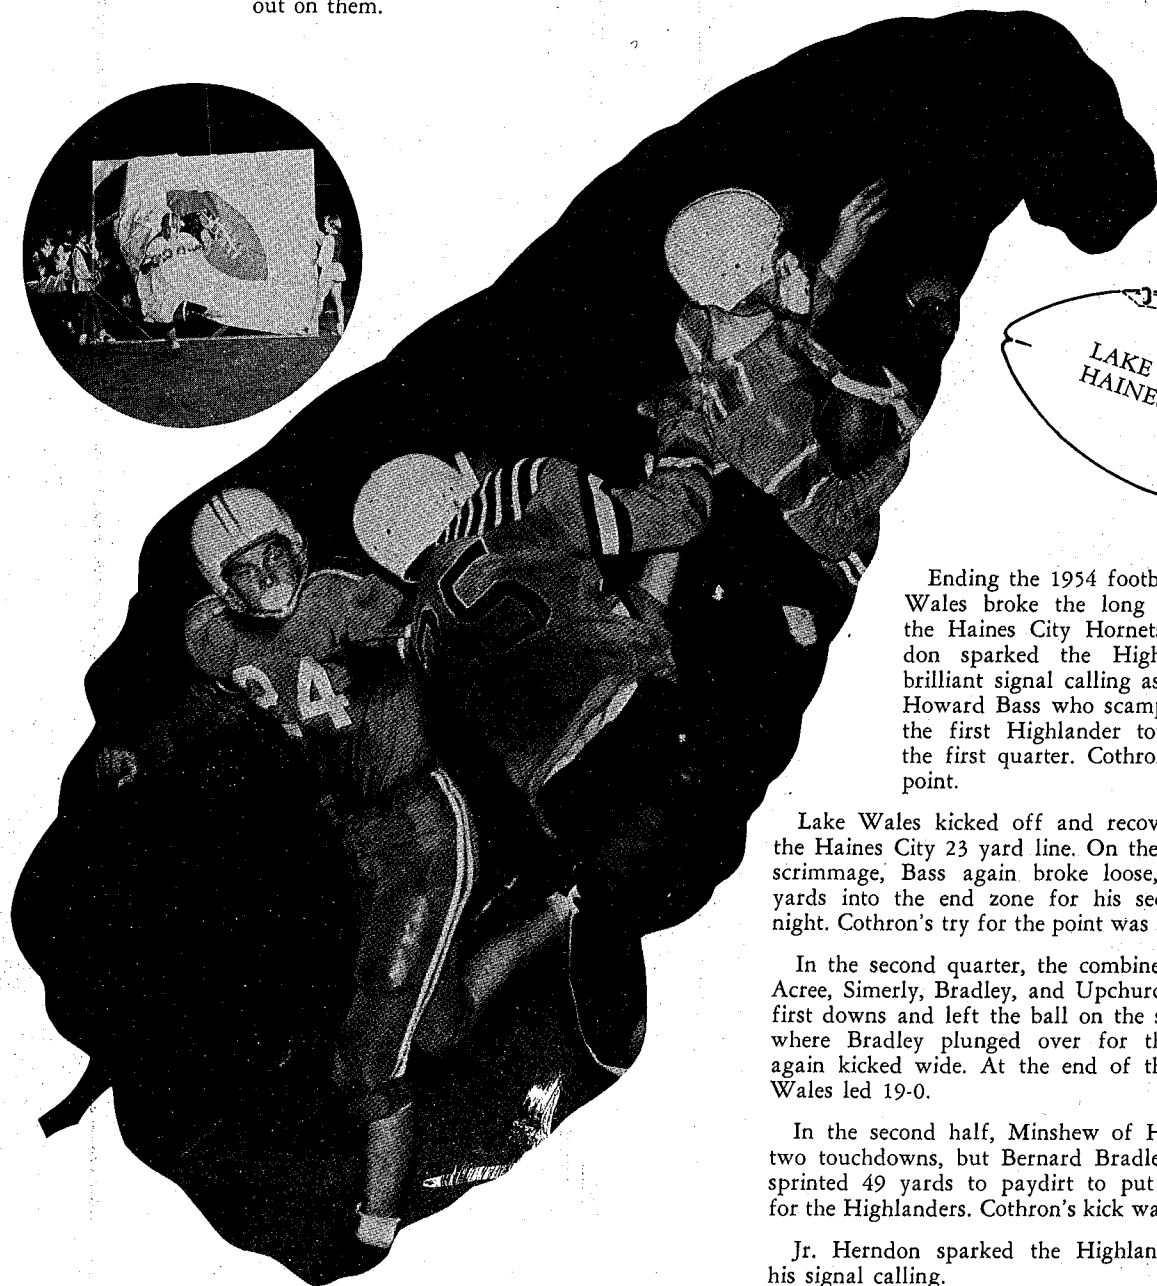 out on them.
LAKE
HAINE
24
Ending the 1954 footb
Wales broke the long
the Haines City Hornet
don sparked the High
brilliant signal calling as
Howard Bass who scamp
the first Highlander to
the first quarter. Cothro
point.
Lake Wales kicked off and recov
the Haines City 23 yard line. On the
scrimmage, Bass again broke loose,
yards into the end zone for his se
night. Cothron's try for the point was
In the second quarter, the combine
Acree, Simerly, Bradley, and Upchur
first downs and left the ball on the
where Bradley plunged over for th
again kicked wide. At the end of th
Wales led 19-0.
In the second half, Minshew of H
two touchdowns, but Bernard Bradle
sprinted 49 yards to paydirt to put
for the Highlanders. Cothron's kick wa
Jr. Herndon sparked the Highlan
his signal calling.